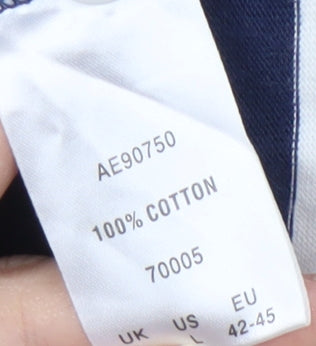 AE90750
100% COTTON
70005
UK US EU
L 42-45